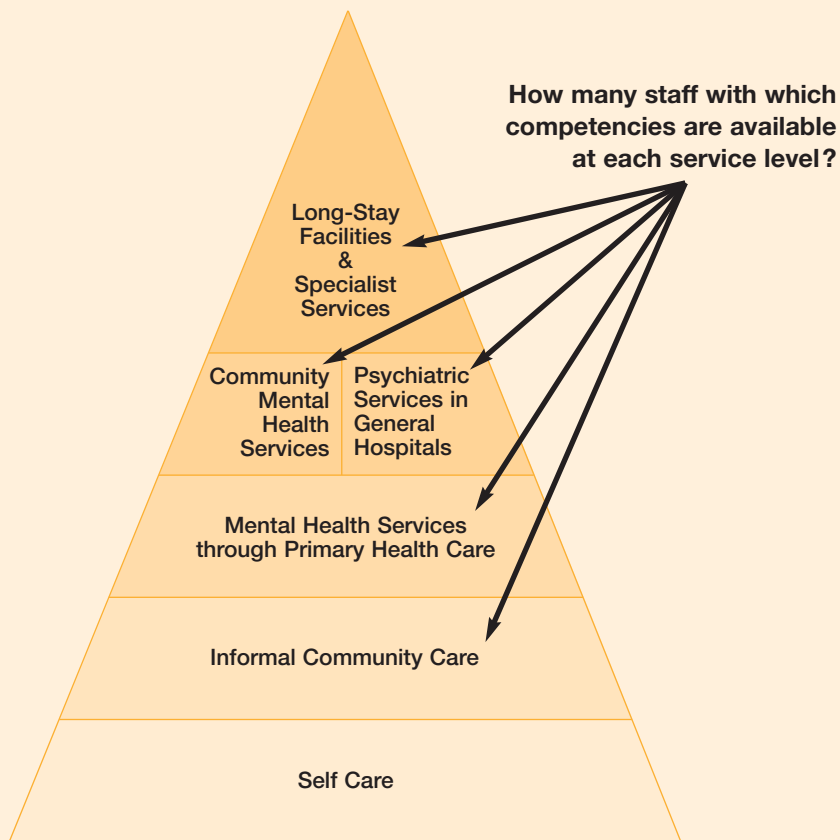 How many staff with which
competencies are available
at each service level?
Long-Stay
Facilities
&
Specialist
Services
Community
Mental
Health
Services
Psychiatric
Services in
General
Hospitals
Mental Health Services
through Primary Health Care
Informal Community Care
Self Care